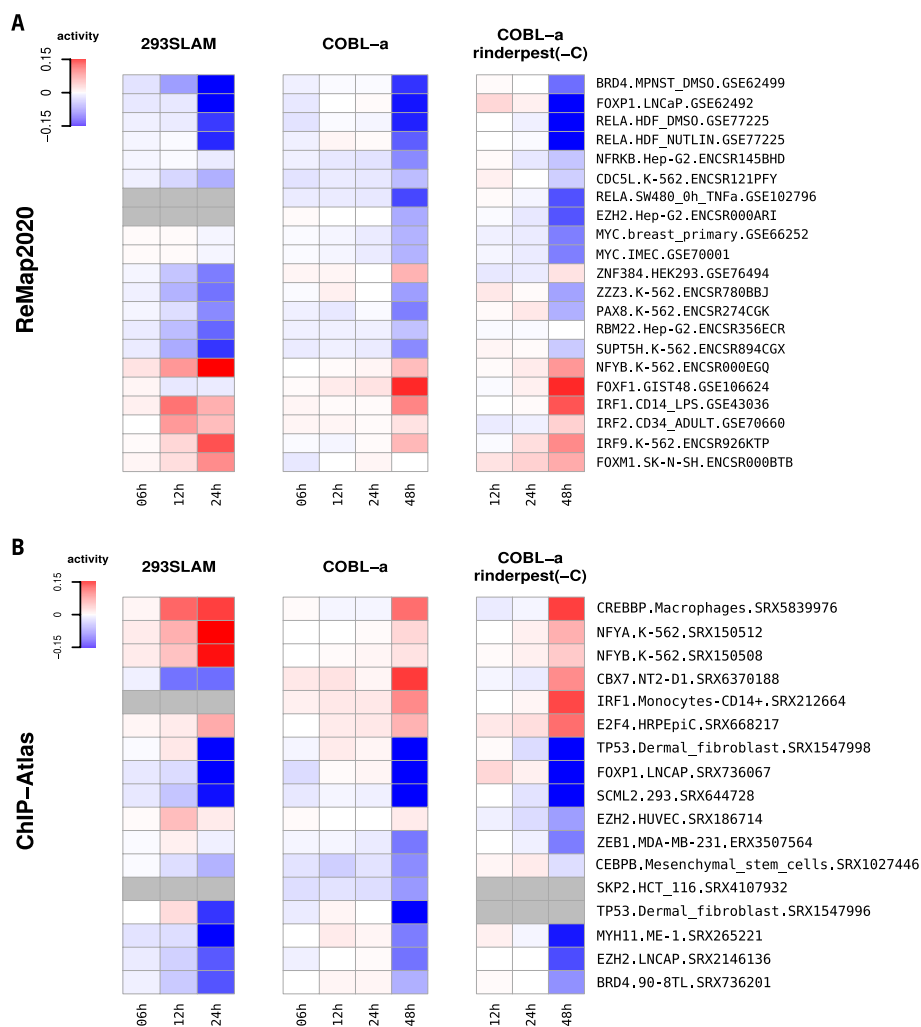 A
activity
0.15
0
−0.15
293SLAM
COBL−a
COBL−a
rinderpest(−C)
ReMap2020
BRD4.MPNST_DMSO.GSE62499
FOXP1.LNCaP.GSE62492
RELA.HDF_DMSO.GSE77225
RELA.HDF_NUTLIN.GSE77225
NFRKB.Hep-G2.ENCSR145BHD
CDC5L.K-562.ENCSR121PFY
RELA.SW480_0h_TNFa.GSE102796
EZH2.Hep-G2.ENCSR000ARI
MYC.breast_primary.GSE66252
MYC.IMEC.GSE70001
ZNF384.HEK293.GSE76494
ZZZ3.K-562.ENCSR780BBJ
PAX8.K-562.ENCSR274CGK
RBM22.Hep-G2.ENCSR356ECR
SUPT5H.K-562.ENCSR894CGX
NFYB.K-562.ENCSR000EGQ
FOXF1.GIST48.GSE106624
IRF1.CD14_LPS.GSE43036
IRF2.CD34_ADULT.GSE70660
IRF9.K-562.ENCSR926KTP
FOXM1.SK-N-SH.ENCSR000BTB
06h 12h 24h 06h 12h 24h 48h 12h 24h 48h
B
activity
0.15
0
−0.15
293SLAM
COBL−a
COBL−a
rinderpest(−C)
ChIP−Atlas
CREBBP.Macrophages.SRX5839976
NFYA.K-562.SRX150512
NFYB.K-562.SRX150508
CBX7.NT2-D1.SRX6370188
IRF1.Monocytes-CD14+.SRX212664
E2F4.HRPEpiC.SRX668217
TP53.Dermal_fibroblast.SRX1547998
FOXP1.LNCAP.SRX736067
SCML2.293.SRX644728
EZH2.HUVEC.SRX186714
ZEB1.MDA-MB-231.ERX3507564
CEBPB.Mesenchymal_stem_cells.SRX1027446
SKP2.HCT_116.SRX4107932
TP53.Dermal_fibroblast.SRX1547996
MYH11.ME-1.SRX265221
EZH2.LNCAP.SRX2146136
BRD4.90-8TL.SRX736201
06h 12h 24h 06h 12h 24h 48h 12h 24h 48h